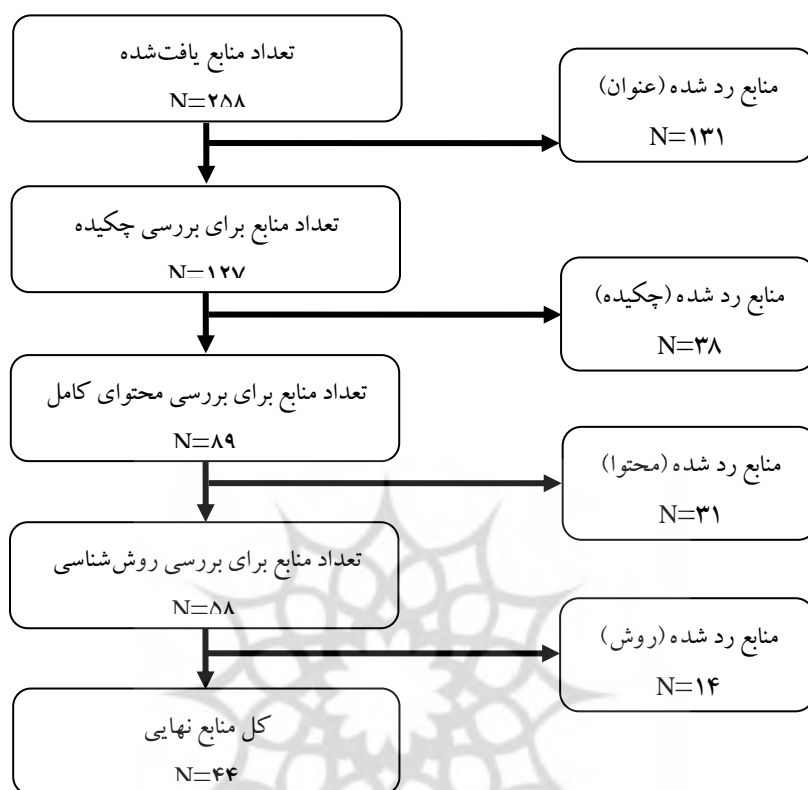 تعداد منابع یافت‌شده
N=۲۵۸
منابع رد شده (عنوان)
N=۱۳۱
تعداد منابع برای بررسی چکیده
N=۱۲۷
منابع رد شده (چکیده)
N=۳۸
تعداد منابع برای بررسی محتوای کامل
N=۸۹
منابع رد شده (محتوا)
N=۳۱
تعداد منابع برای بررسی روش‌شناسی
N=۵۸
منابع رد شده (روش)
N=۱۴
کل منابع نهایی
N=۴۴